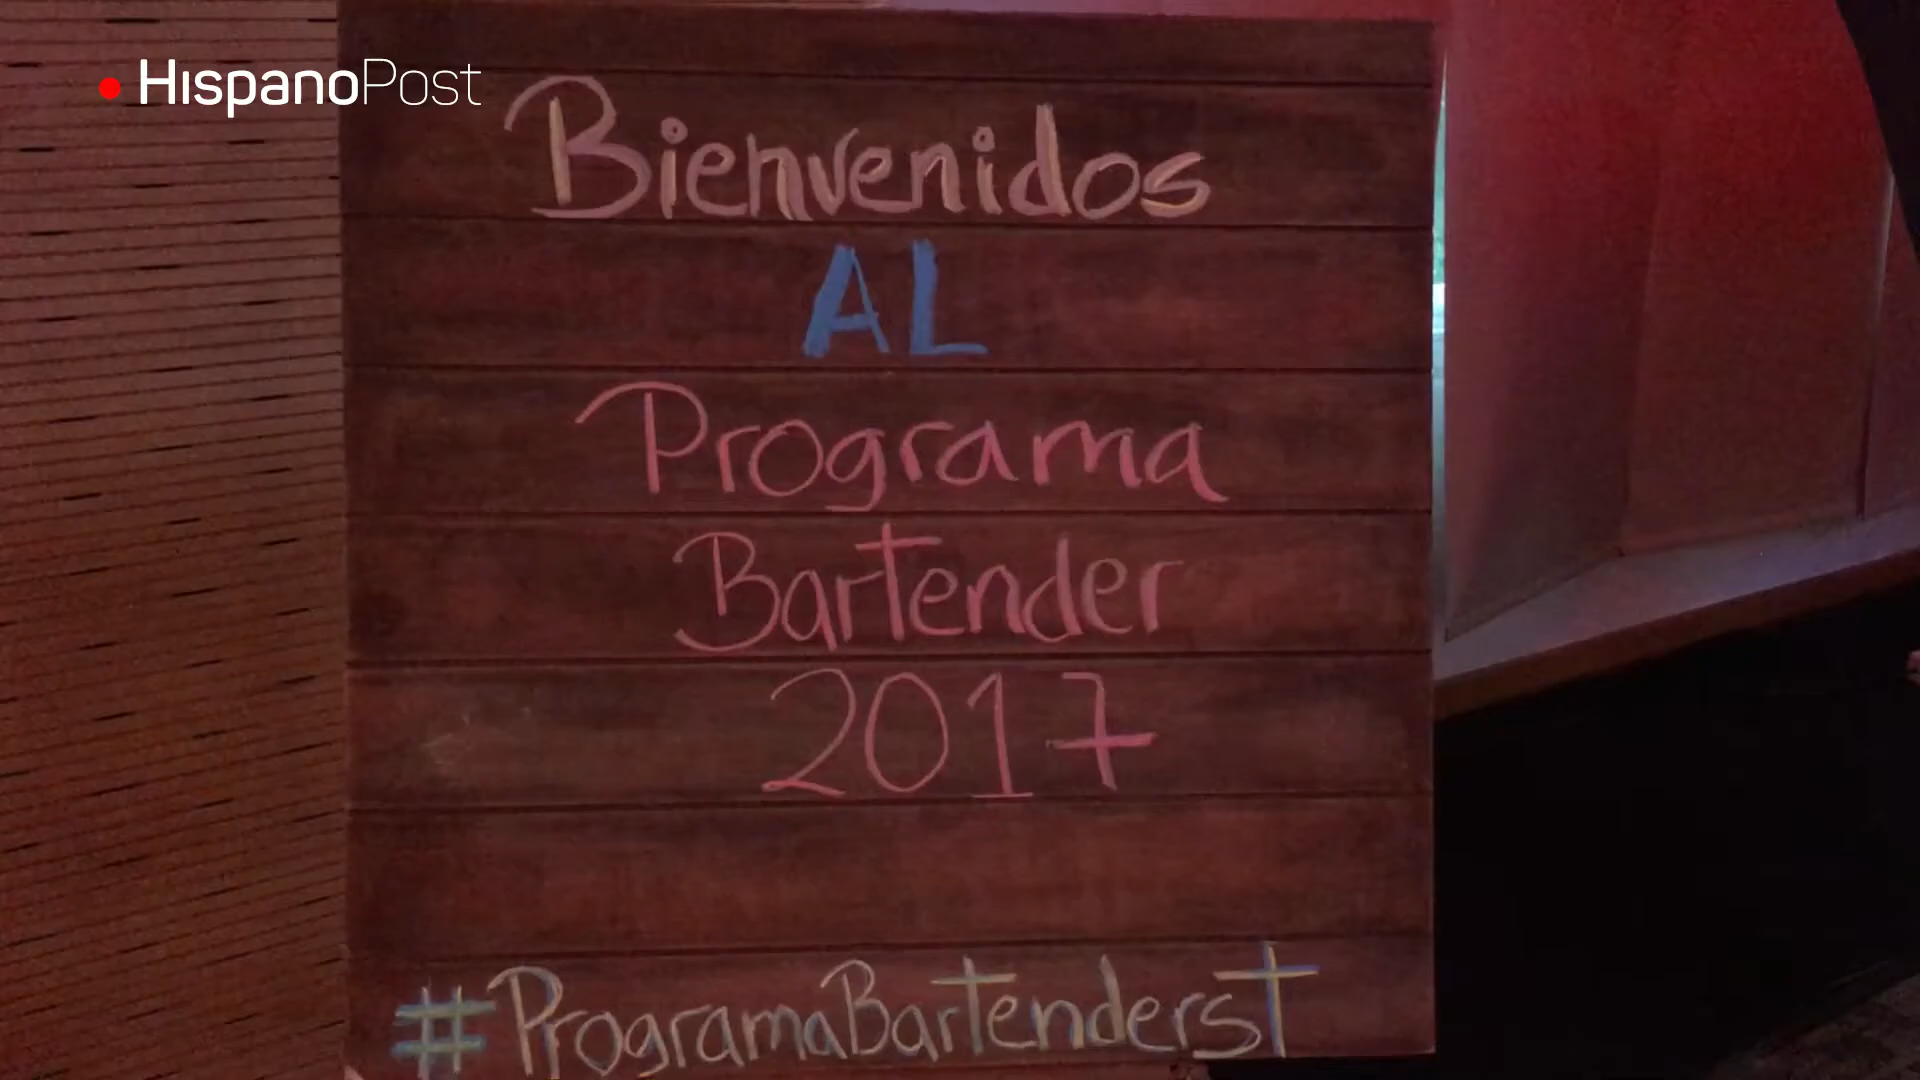 HispanoPost
Bienvenidos
AL
Programa
Bartender
2017
#ProgramaBartenderst